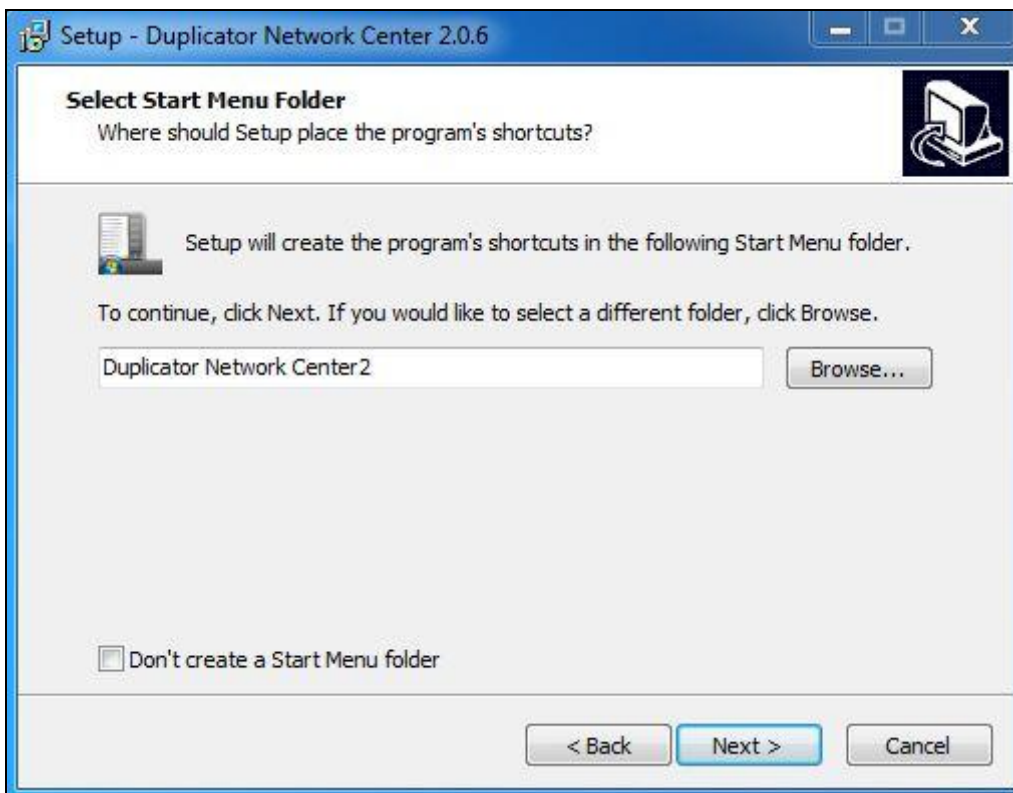 Setup - Duplicator Network Center 2.0.6
Select Start Menu Folder
Where should Setup place the program's shortcuts?
Setup will create the program's shortcuts in the following Start Menu folder.
To continue, click Next. If you would like to select a different folder, click Browse.
Duplicator Network Center2
Browse...
Don't create a Start Menu folder
< Back
Next >
Cancel